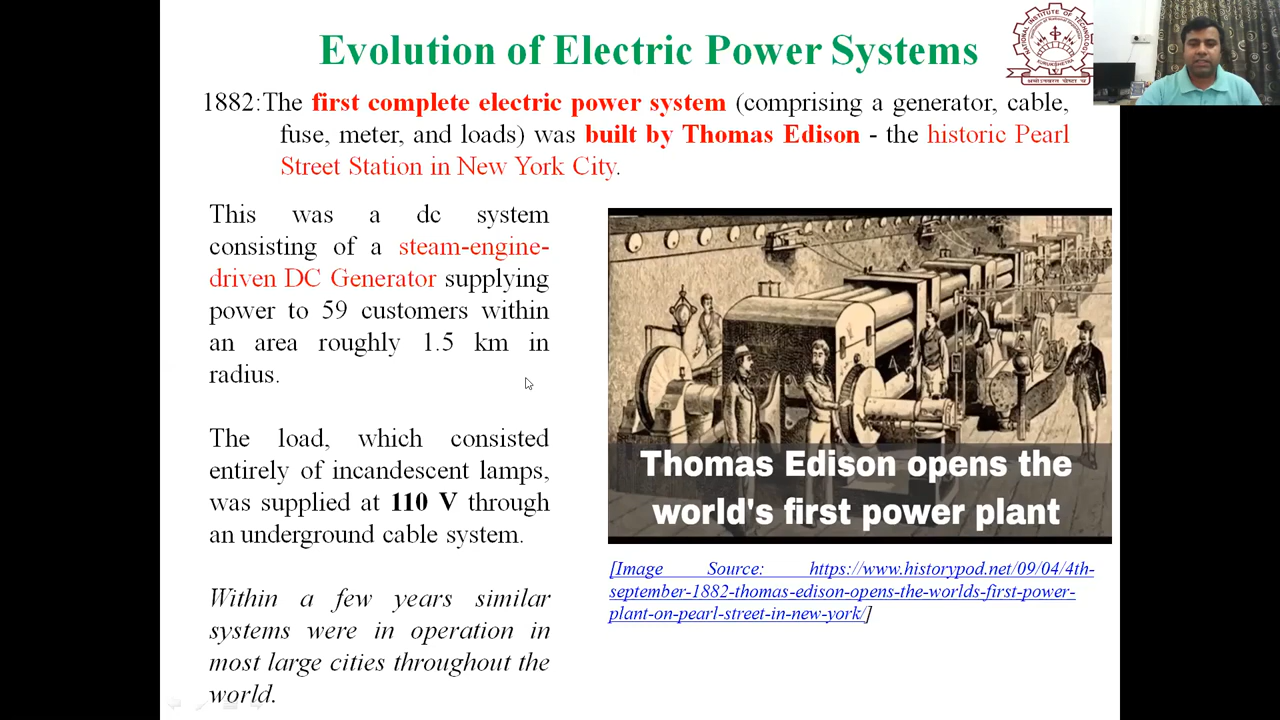 Evolution of Electric Power Systems
1882:The first complete electric power system (comprising a generator, cable,
fuse, meter, and loads) was built by Thomas Edison - the historic Pearl
Street Station in New York City.
This was a dc system
consisting of a steam-engine-
driven DC Generator supplying
power to 59 customers within
an area roughly 1.5 km in
radius.
The load, which consisted
entirely of incandescent lamps,
was supplied at 110 V through
an underground cable system.
Within a few years similar
systems were in operation in
most large cities throughout the
world.
Thomas Edison opens the
world's first power plant
[Image Source: https://www.historypod.net/09/04/4th-
september-1882-thomas-edison-opens-the-worlds-first-power-
plant-on-pearl-street-in-new-york/]
NATIONAL INSTITUTE OF TECHNOLOGY
KURUKSHETRA